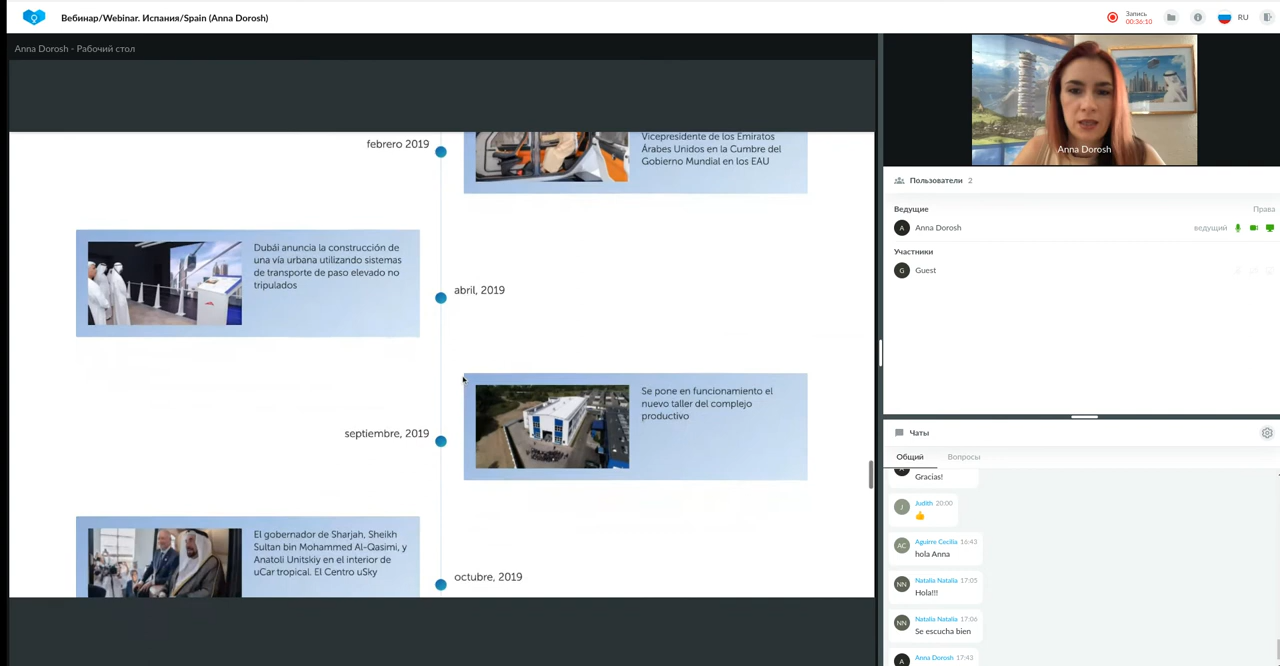 Вебинар/Webinar. Испания/Spain (Anna Dorosh)
Запись
00:36:10
RU
Anna Dorosh - Рабочий стол
febrero 2019
Vicepresidente de los Emiratos
Árabes Unidos en la Cumbre del
Gobierno Mundial en los EAU
Dubái anuncia la construcción de
una vía urbana utilizando sistemas
de transporte de paso elevado no
tripulados
abril, 2019
Se pone en funcionamiento el
nuevo taller del complejo
productivo
septiembre, 2019
El gobernador de Sharjah, Sheikh
Sultan bin Mohammed Al-Qasimi, y
Anatoli Unitskiy en el interior de
uCar tropical. El Centro uSky
octubre, 2019
Anna Dorosh
Пользователи 2
Ведущие Права
A Anna Dorosh ведущий
Участники
G Guest
Чаты
Общий Вопросы
Gracias!
J Judith 20:00
AC Aguirre Cecilia 16:43
hola Anna
NN Natalia Natalia 17:05
Hola!!!
NN Natalia Natalia 17:06
Se escucha bien
A Anna Dorosh 17:43